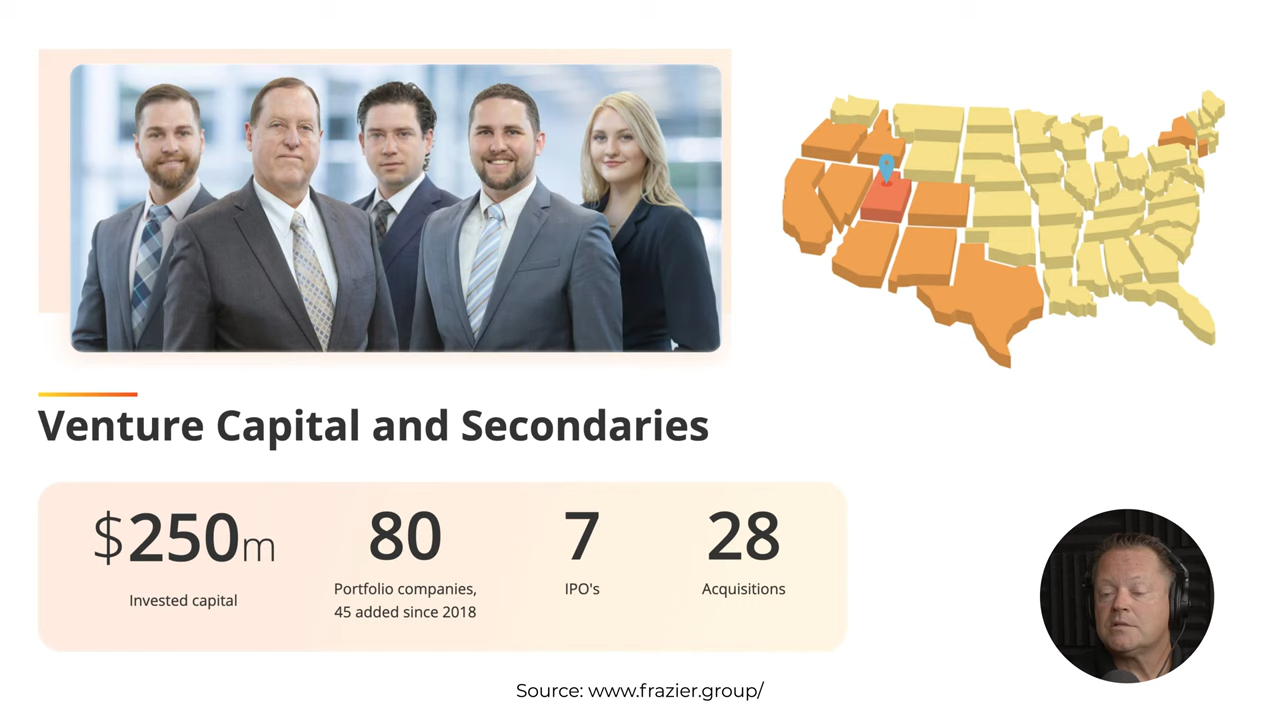 Venture Capital and Secondaries
$250m
Invested capital
80
Portfolio companies,
45 added since 2018
7
IPO's
28
Acquisitions
Source: www.frazier.group/